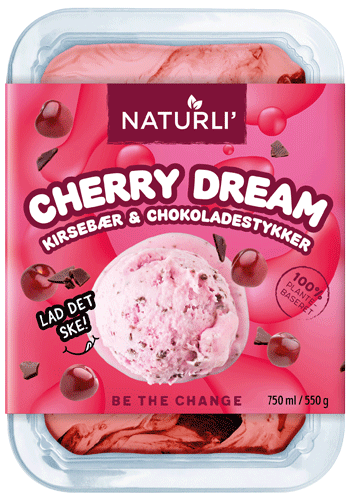 NATURLI'
CHERRY DREAM
KIRSEBÆR & CHOKOLADESTYKKER
LAD DET
SKE!
100%
PLANTE-
BASERET
BE THE CHANGE
750 ml / 550 g